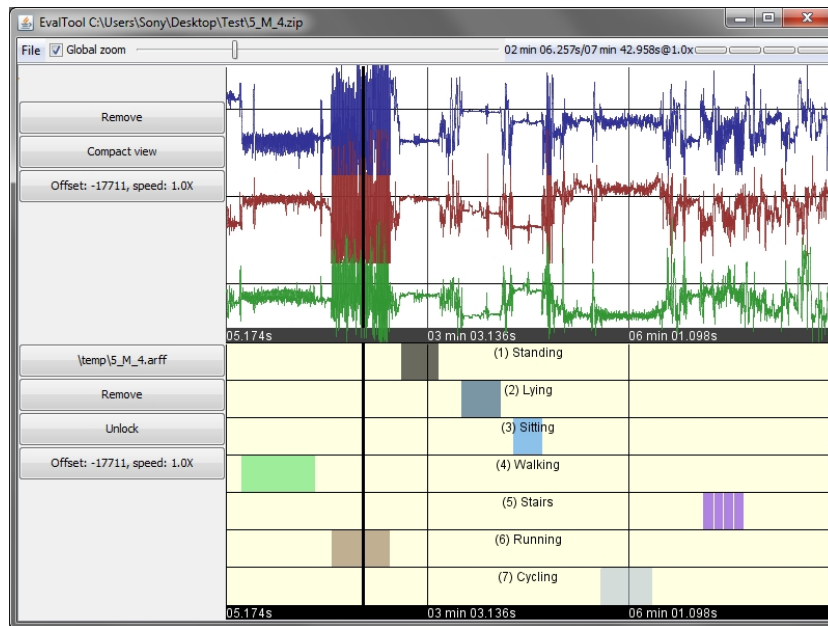 EvalTool C:\Users\Sony\Desktop\Test\5_M_4.zip
File Global zoom 02 min 06.257s/07 min 42.958s@1.0x
Remove
Compact view
Offset: -17711, speed: 1.0X
05.174s 03 min 03.136s 06 min 01.098s
\temp\5_M_4.arff
(1) Standing
Remove
(2) Lying
Unlock
(3) Sitting
Offset: -17711, speed: 1.0X
(4) Walking
(5) Stairs
(6) Running
(7) Cycling
05.174s 03 min 03.136s 06 min 01.098s